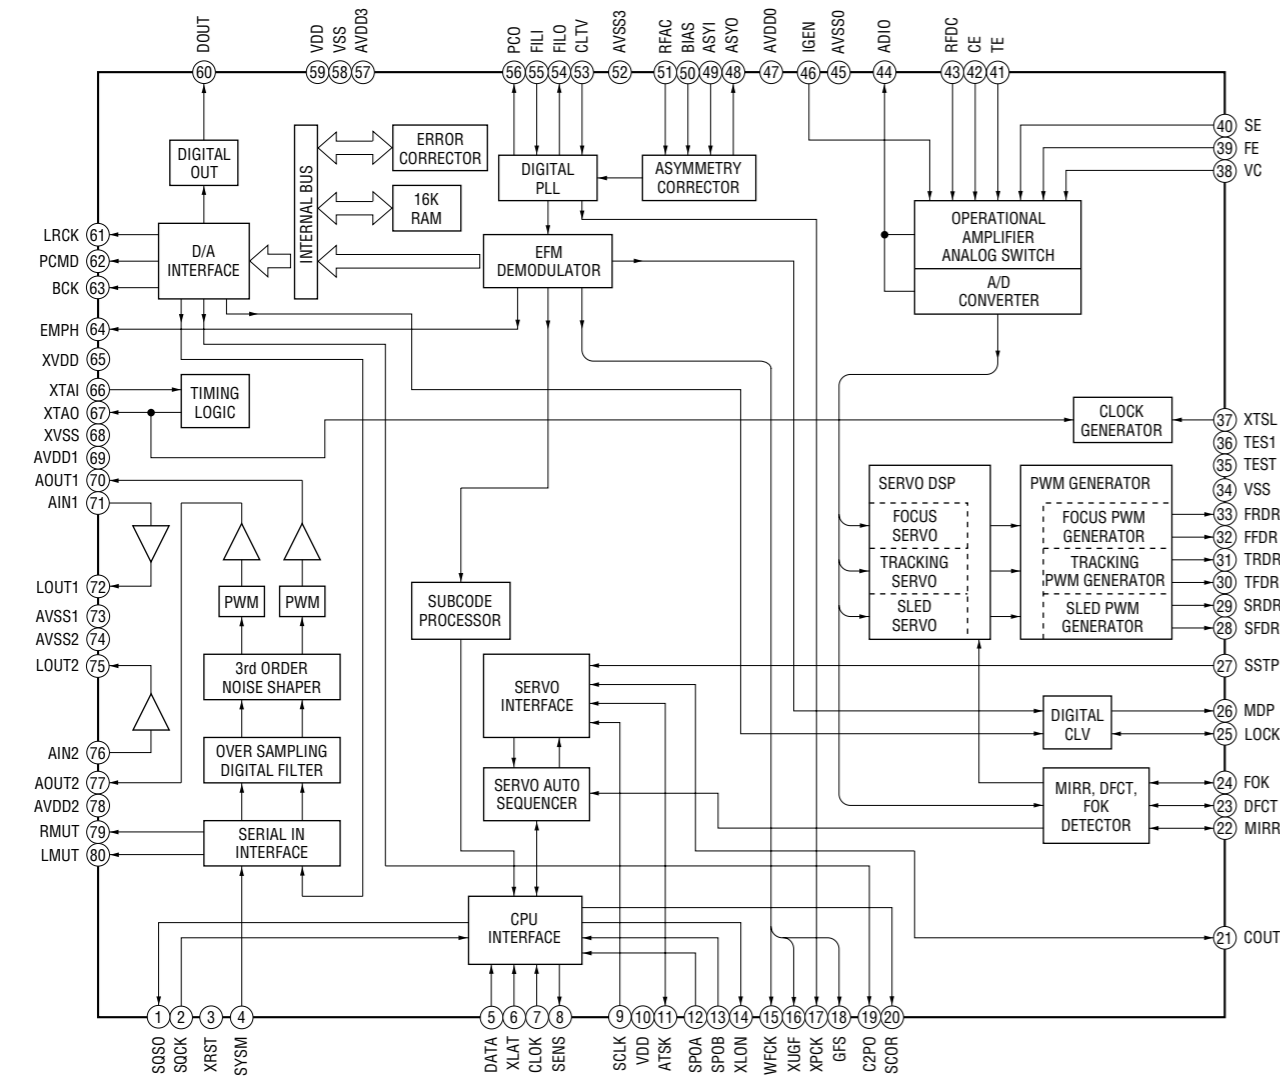 DOUT
VDD
VSS
AVDD3
PCO
FILI
FILO
CLTV
AVSS3
RFAC
BIAS
ASYI
ASYO
AVDD0
IGEN
AVSS0
ADIO
RFDC
CE
TE
60
59
58
57
56
55
54
53
52
51
50
49
48
47
46
45
44
43
42
41
40 SE
39 FE
38 VC
DIGITAL
OUT
INTERNAL BUS
ERROR
CORRECTOR
16K
RAM
DIGITAL
PLL
ASYMMETRY
CORRECTOR
OPERATIONAL
AMPLIFIER
ANALOG SWITCH
A/D
CONVERTER
LRCK 61
PCMD 62
BCK 63
D/A
INTERFACE
EFM
DEMODULATOR
EMPH 64
XVDD 65
XTAI 66
XTAO 67
XVSS 68
AVDD1 69
AOUT1 70
AIN1 71
TIMING
LOGIC
CLOCK
GENERATOR
37 XTSL
36 TES1
35 TEST
34 VSS
33 FRDR
32 FFDR
31 TRDR
30 TFDR
29 SRDR
28 SFDR
27 SSTP
26 MDP
25 LOCK
24 FOK
23 DFCT
22 MIRR
21 COUT
SERVO DSP
FOCUS
SERVO
TRACKING
SERVO
SLED
SERVO
PWM GENERATOR
FOCUS PWM
GENERATOR
TRACKING
PWM GENERATOR
SLED PWM
GENERATOR
LOUT1 72
AVSS1 73
AVSS2 74
LOUT2 75
AIN2 76
AOUT2 77
AVDD2 78
RMUT 79
LMUT 80
PWM
PWM
3rd ORDER
NOISE SHAPER
OVER SAMPLING
DIGITAL FILTER
SERIAL IN
INTERFACE
SUBCODE
PROCESSOR
SERVO
INTERFACE
SERVO AUTO
SEQUENCER
CPU
INTERFACE
DIGITAL
CLV
MIRR, DFCT,
FOK
DETECTOR
1
2
3
4
5
6
7
8
9
10
11
12
13
14
15
16
17
18
19
20
SQSO
SQCK
XRST
SYSM
DATA
XLAT
CLOK
SENS
SCLK
VDD
ATSK
SPOA
SPOB
XLON
WFCK
XUGF
XPCK
GFS
C2PO
SCOR